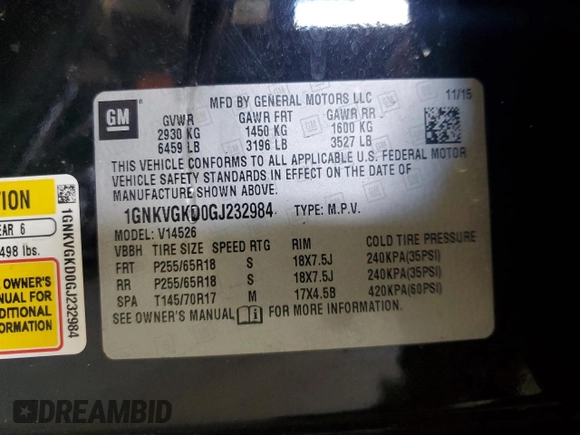 GM
MFD BY GENERAL MOTORS LLC
11/15
GVWR GAWR FRT GAWR RR
2930 KG 1450 KG 1600 KG
6459 LB 3196 LB 3527 LB
THIS VEHICLE CONFORMS TO ALL APPLICABLE U.S. FEDERAL MOTOR
VEHICLE SAFETY STANDARDS IN EFFECT ON THE DATE OF
MANUFACTURE SHOWN ABOVE.
1GNKVGKD0GJ232984 TYPE: M.P.V.
MODEL: V14526
VBBH TIRE SIZE SPEED RTG RIM COLD TIRE PRESSURE
FRT P255/65R18 S 18X7.5J 240KPA(35PSI)
RR P255/65R18 S 18X7.5J 240KPA(35PSI)
SPA T145/70R17 M 17X4.5B 420KPA(60PSI)
SEE OWNER'S MANUAL i FOR MORE INFORMATION.
TION
EAR 6
498 lbs.
OWNER'S
ANUAL FOR
DITIONAL
ORMATION
1GNKVGKD0GJ232984
DREAMBID